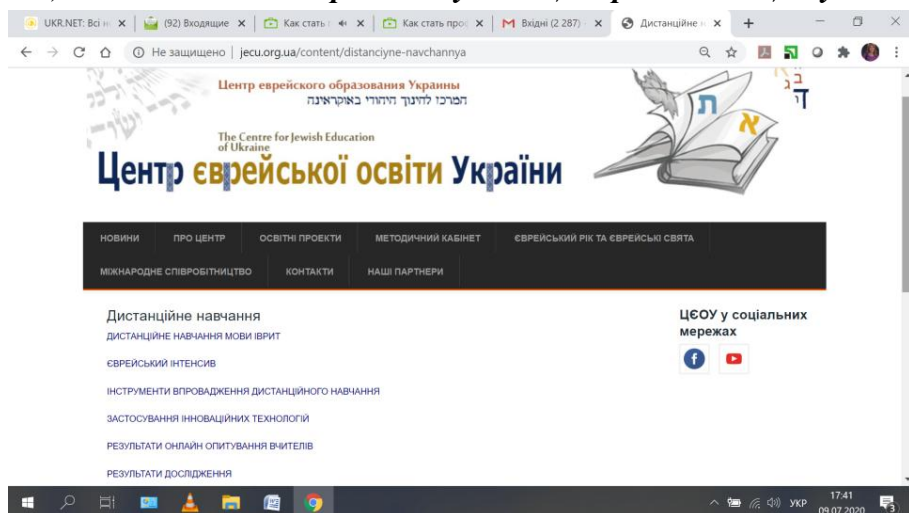 UKR.NET: Всі н
(92) Входящие
Как стать
Как стать прос
Вхідні (2 287)
Дистанційне н
Не защищено | jecu.org.ua/content/distanciyne-navchannya
Центр еврейского образования Украины
המרכז לחינוך היהודי באוקראינה
The Centre for Jewish Education
of Ukraine
Центр єврейської освіти України
א
ת
ד
НОВИНИ ПРО ЦЕНТР ОСВІТНІ ПРОЕКТИ МЕТОДИЧНИЙ КАБІНЕТ ЄВРЕЙСЬКИЙ РІК ТА ЄВРЕЙСЬКІ СВЯТА
МІЖНАРОДНЕ СПІВРОБІТНИЦТВО КОНТАКТИ НАШІ ПАРТНЕРИ
Дистанційне навчання
ДИСТАНЦІЙНЕ НАВЧАННЯ МОВИ ІВРИТ
ЄВРЕЙСЬКИЙ ІНТЕНСИВ
ІНСТРУМЕНТИ ВПРОВАДЖЕННЯ ДИСТАНЦІЙНОГО НАВЧАННЯ
ЗАСТОСУВАННЯ ІННОВАЦІЙНИХ ТЕХНОЛОГІЙ
РЕЗУЛЬТАТИ ОНЛАЙН ОПИТУВАННЯ ВЧИТЕЛІВ
РЕЗУЛЬТАТИ ДОСЛІДЖЕННЯ
ЦЄОУ у соціальних
мережах
УКР
17:41
09.07.2020